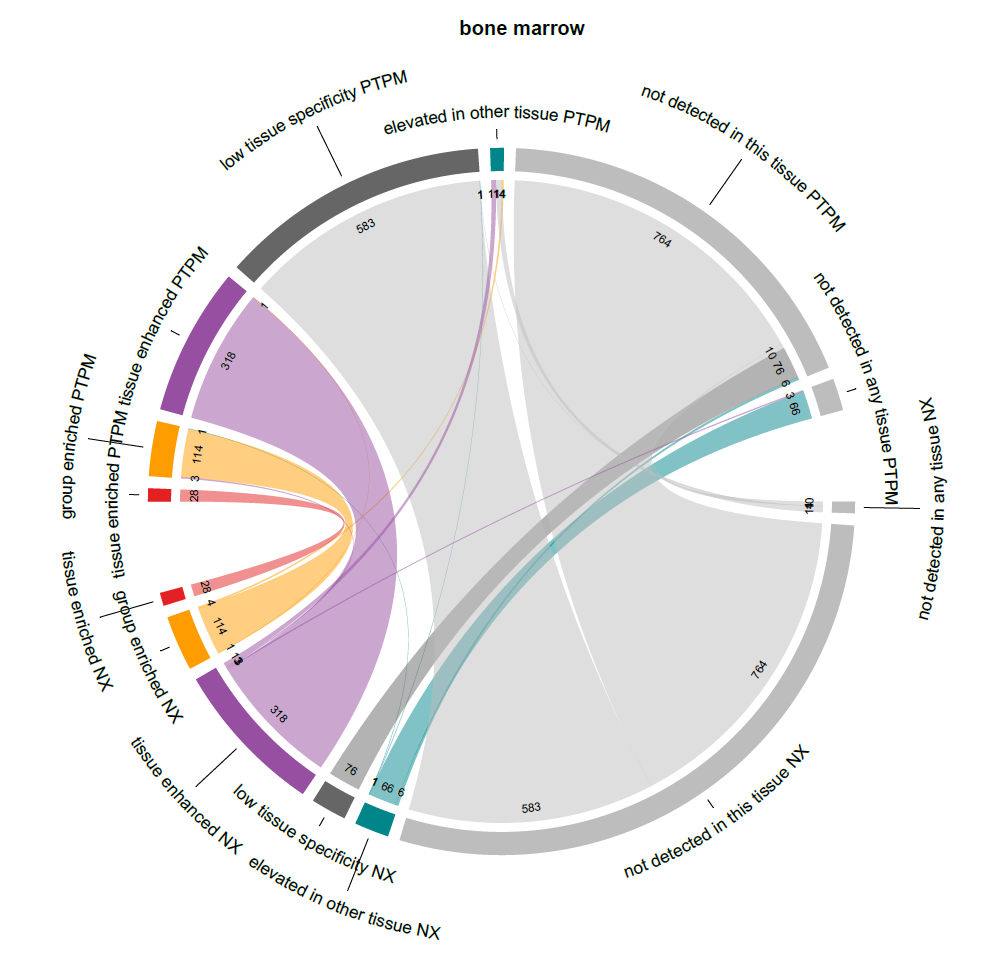 bone marrow
low tissue specificity PTPM
elevated in other tissue PTPM
not detected in this tissue PTPM
not detected in any tissue PTPM
not detected in any tissue NX
not detected in this tissue NX
elevated in other tissue NX
low tissue specificity NX
tissue enhanced NX
group enriched NX
tissue enriched NX
tissue enriched PTPM
group enriched PTPM
tissue enhanced PTPM
583
1
764
10
76
6
3
66
764
583
6
66
1
76
318
1
114
4
28
28
3
114
1
318
1